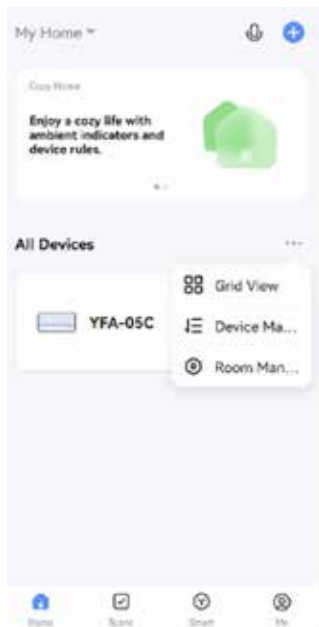 My Home
Cozy Home
Enjoy a cozy life with
ambient indicators and
device rules.
All Devices
Grid View
YFA-05C
Device Ma...
Room Man...
Home
Scene
Smart
Me